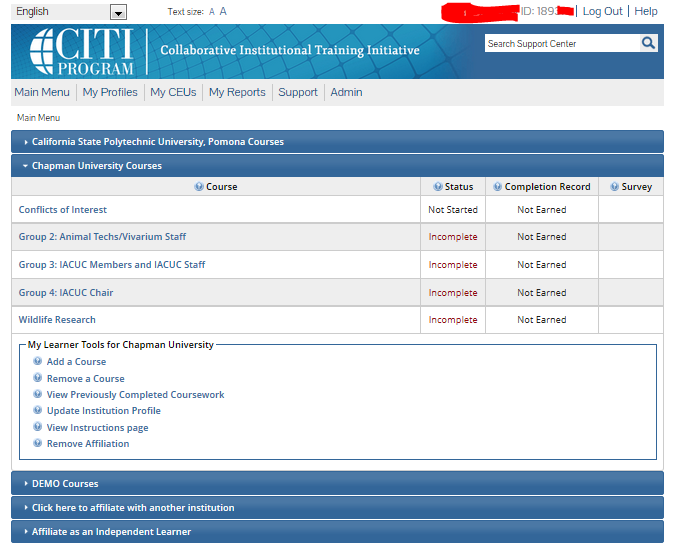 English Text size: A A ID: 189 | Log Out | Help
CITI PROGRAM Collaborative Institutional Training Initiative Search Support Center
Main Menu | My Profiles | My CEUs | My Reports | Support | Admin
Main Menu
California State Polytechnic University, Pomona Courses
Chapman University Courses
Course Status Completion Record Survey
Conflicts of Interest Not Started Not Earned
Group 2: Animal Techs/Vivarium Staff Incomplete Not Earned
Group 3: IACUC Members and IACUC Staff Incomplete Not Earned
Group 4: IACUC Chair Incomplete Not Earned
Wildlife Research Incomplete Not Earned
My Learner Tools for Chapman University
Add a Course
Remove a Course
View Previously Completed Coursework
Update Institution Profile
View Instructions page
Remove Affiliation
DEMO Courses
Click here to affiliate with another institution
Affiliate as an Independent Learner